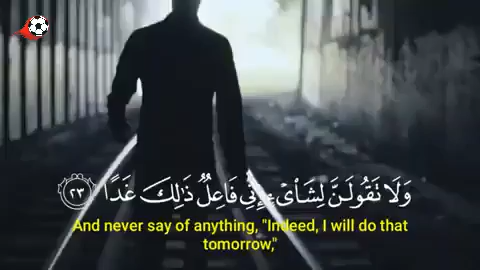 وَلَا تَقُولَنَّ لِشَا۟ىْءٍ إِنِّى فَاعِلٌ ذَٰلِكَ غَدًا ٢٣
And never say of anything, "Indeed, I will do that
tomorrow,"